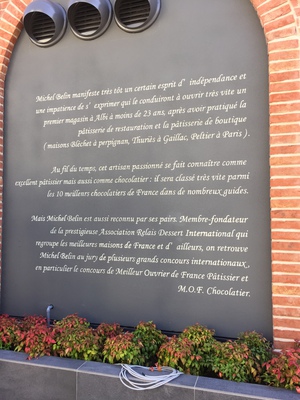 Michel Belin manifeste très tôt un certain esprit d' indépendance et
une impatience de s' exprimer qui le conduiront à ouvrir très vite un
premier magasin à Albi à moins de 23 ans, après avoir pratiqué la
pâtisserie de restauration et la pâtisserie de boutique
( maisons Bléchet à perpignan, Thuriès à Gaillac, Peltier à Paris ).
Au fil du temps, cet artisan passionné se fait connaître comme
excellent pâtissier mais aussi comme chocolatier : il sera classé très vite parmi
les 10 meilleurs chocolatiers de France dans de nombreux guides.
Mais Michel Belin est aussi reconnu par ses pairs. Membre-fondateur
de la prestigieuse Association Relais Dessert International qui
regroupe les meilleures maisons de France et d' ailleurs, on retrouve
Michel Belin au jury de plusieurs grands concours internationaux,
en particulier le concours de Meilleur Ouvrier de France Pâtissier et
M.O.F. Chocolatier.